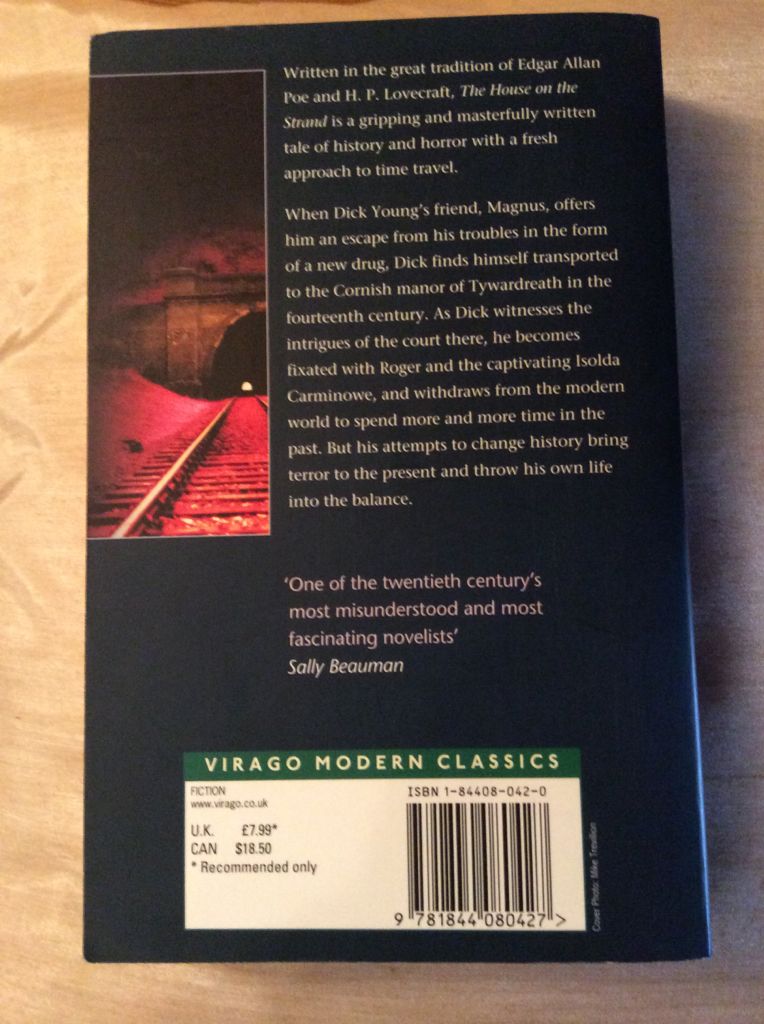 Written in the great tradition of Edgar Allan
Poe and H. P. Lovecraft, The House on the
Strand is a gripping and masterfully written
tale of history and horror with a fresh
approach to time travel.
When Dick Young's friend, Magnus, offers
him an escape from his troubles in the form
of a new drug, Dick finds himself transported
to the Cornish manor of Tywardreath in the
fourteenth century. As Dick witnesses the
intrigues of the court there, he becomes
fixated with Roger and the captivating Isolda
Carminowe, and withdraws from the modern
world to spend more and more time in the
past. But his attempts to change history bring
terror to the present and throw his own life
into the balance.
'One of the twentieth century's
most misunderstood and most
fascinating novelists'
Sally Beauman
VIRAGO MODERN CLASSICS
FICTION
www.virago.co.uk
U.K. £7.99*
CAN $18.50
* Recommended only
ISBN 1-84408-042-0
9 781844 080427 >
Cover Photo: Mike Trevillion